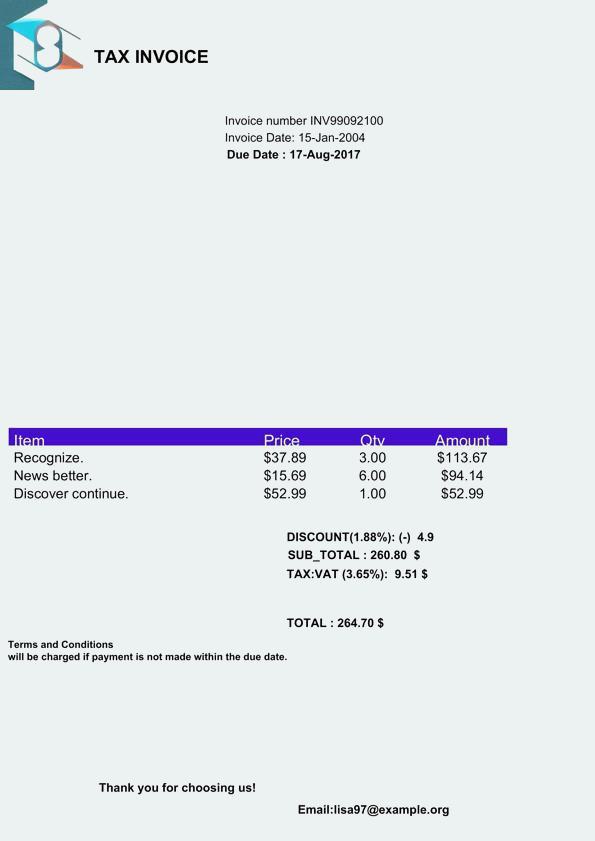 TAX INVOICE
Invoice number INV99092100
Invoice Date: 15-Jan-2004
Due Date : 17-Aug-2017
Item Price Qty Amount
Recognize. $37.89 3.00 $113.67
News better. $15.69 6.00 $94.14
Discover continue. $52.99 1.00 $52.99
DISCOUNT(1.88%): (-) 4.9
SUB_TOTAL : 260.80 $
TAX:VAT (3.65%): 9.51 $
TOTAL : 264.70 $
Terms and Conditions
will be charged if payment is not made within the due date.
Thank you for choosing us!
Email:lisa97@example.org